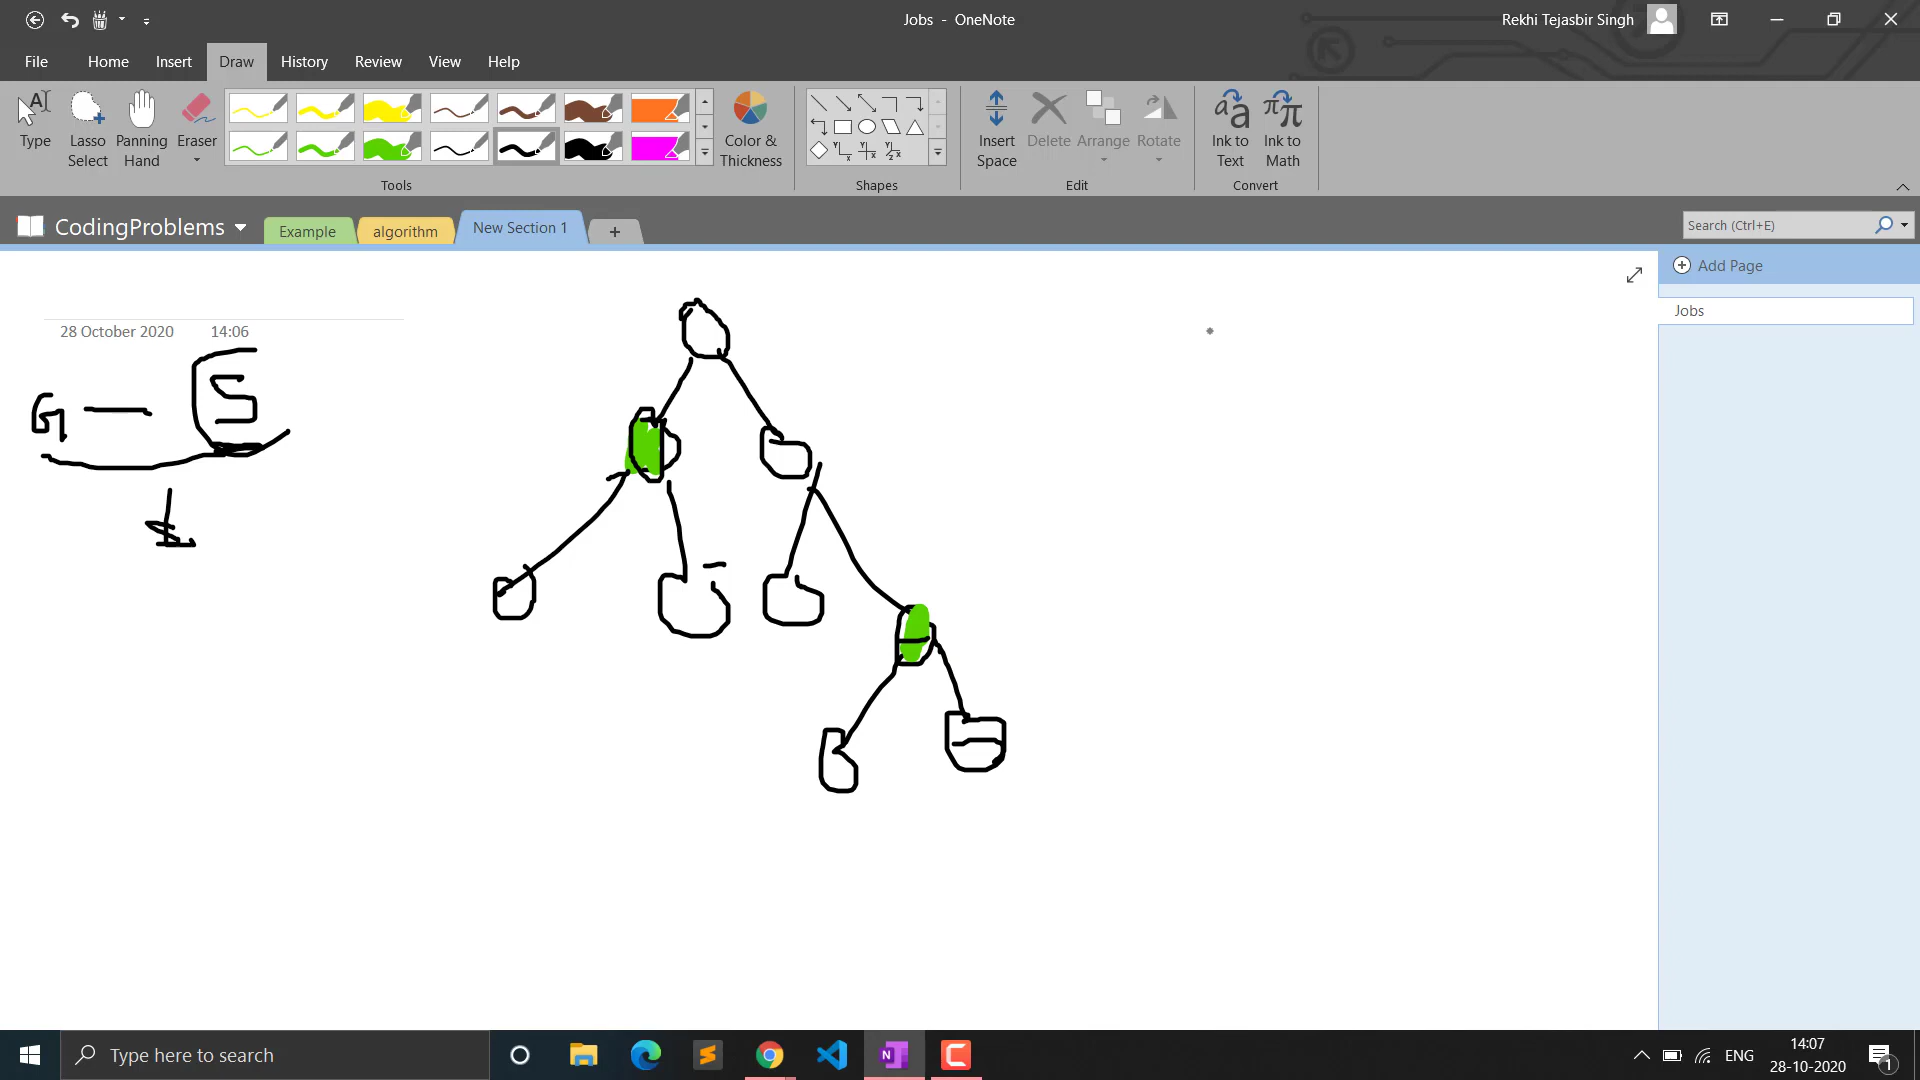 Jobs - OneNote
Rekhi Tejasbir Singh
File Home Insert Draw History Review View Help
Type
Lasso Select
Panning Hand
Eraser
Color & Thickness
Insert Space
Delete
Arrange
Rotate
Ink to Text
Ink to Math
Tools
Shapes
Edit
Convert
CodingProblems
Example
algorithm
New Section 1
Search (Ctrl+E)
Add Page
Jobs
28 October 2020 14:06
G — S
Type here to search
ENG
14:07
28-10-2020
1